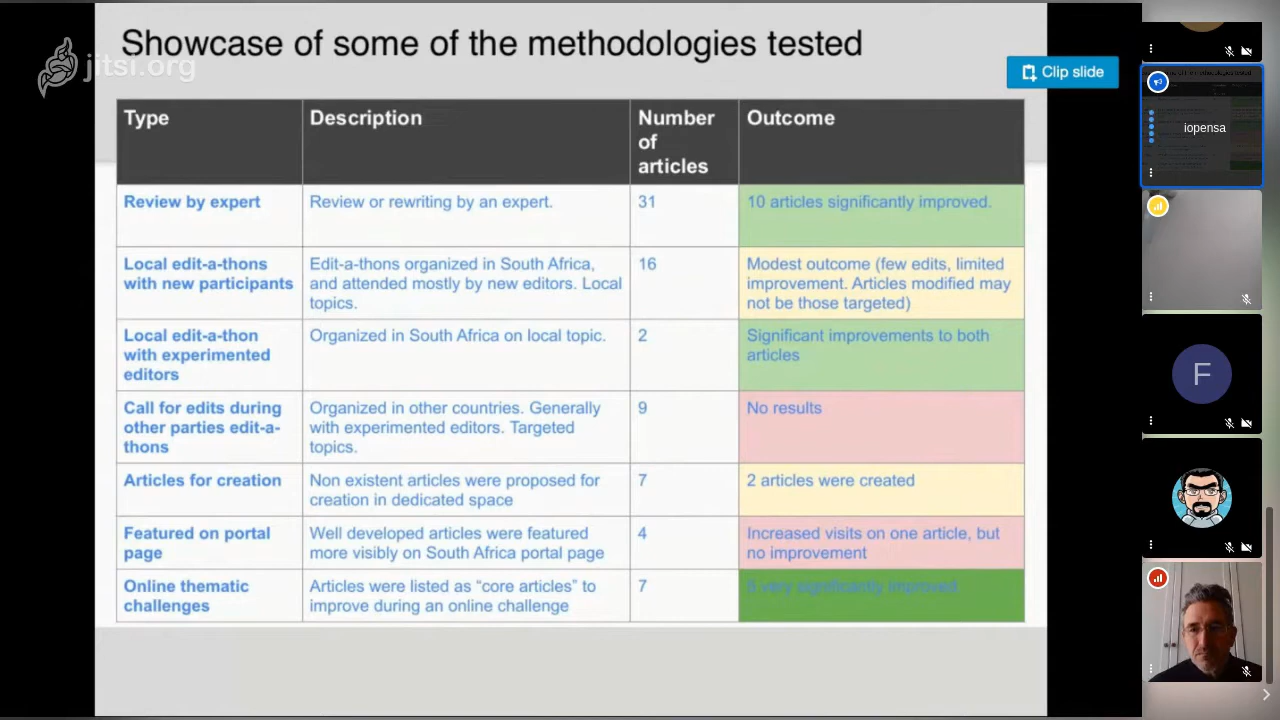 Showcase of some of the methodologies tested
jitsi.org
Clip slide
Type
Description
Number
of
articles
Outcome
Review by expert
Review or rewriting by an expert.
31
10 articles significantly improved.
Local edit-a-thons
with new participants
Edit-a-thons organized in South Africa,
and attended mostly by new editors. Local
topics.
16
Modest outcome (few edits, limited
improvement. Articles modified may
not be those targeted)
Local edit-a-thon
with experimented
editors
Organized in South Africa on local topic.
2
Significant improvements to both
articles
Call for edits during
other parties edit-a-
thons
Organized in other countries. Generally
with experimented editors. Targeted
topics.
9
No results
Articles for creation
Non existent articles were proposed for
creation in dedicated space
7
2 articles were created
Featured on portal
page
Well developed articles were featured
more visibly on South Africa portal page
4
Increased visits on one article, but
no improvement
Online thematic
challenges
Articles were listed as “core articles” to
improve during an online challenge
7
very significantly improved
iopensa
F